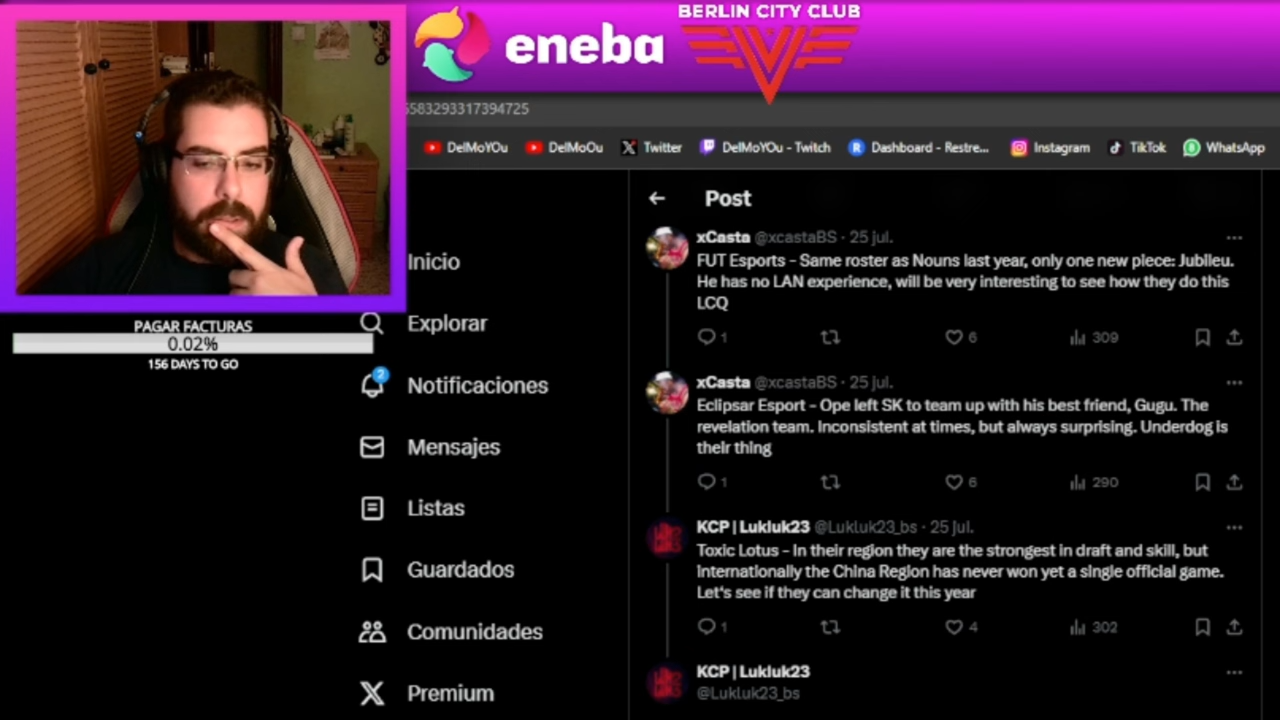 BERLIN CITY CLUB
eneba
6583293317394725
DelMoYOu
DelMoOu
Twitter
DelMoYOu - Twitch
Dashboard - Restre...
Instagram
TikTok
WhatsApp
PAGAR FACTURAS
0.02%
156 DAYS TO GO
Inicio
Explorar
2
Notificaciones
Mensajes
Listas
Guardados
Comunidades
Premium
Post
xCasta @xcastaBS · 25 jul.
FUT Esports - Same roster as Nouns last year, only one new piece: Jubileu.
He has no LAN experience, will be very interesting to see how they do this
LCQ
1 6 309
xCasta @xcastaBS · 25 jul.
Eclipsar Esport - Ope left SK to team up with his best friend, Gugu. The
revelation team. Inconsistent at times, but always surprising. Underdog is
their thing
1 6 290
KCP | Lukluk23 @Lukluk23_bs · 25 jul.
Toxic Lotus - In their region they are the strongest in draft and skill, but
internationally the China Region has never won yet a single official game.
Let's see if they can change it this year
1 4 302
KCP | Lukluk23
@Lukluk23_bs